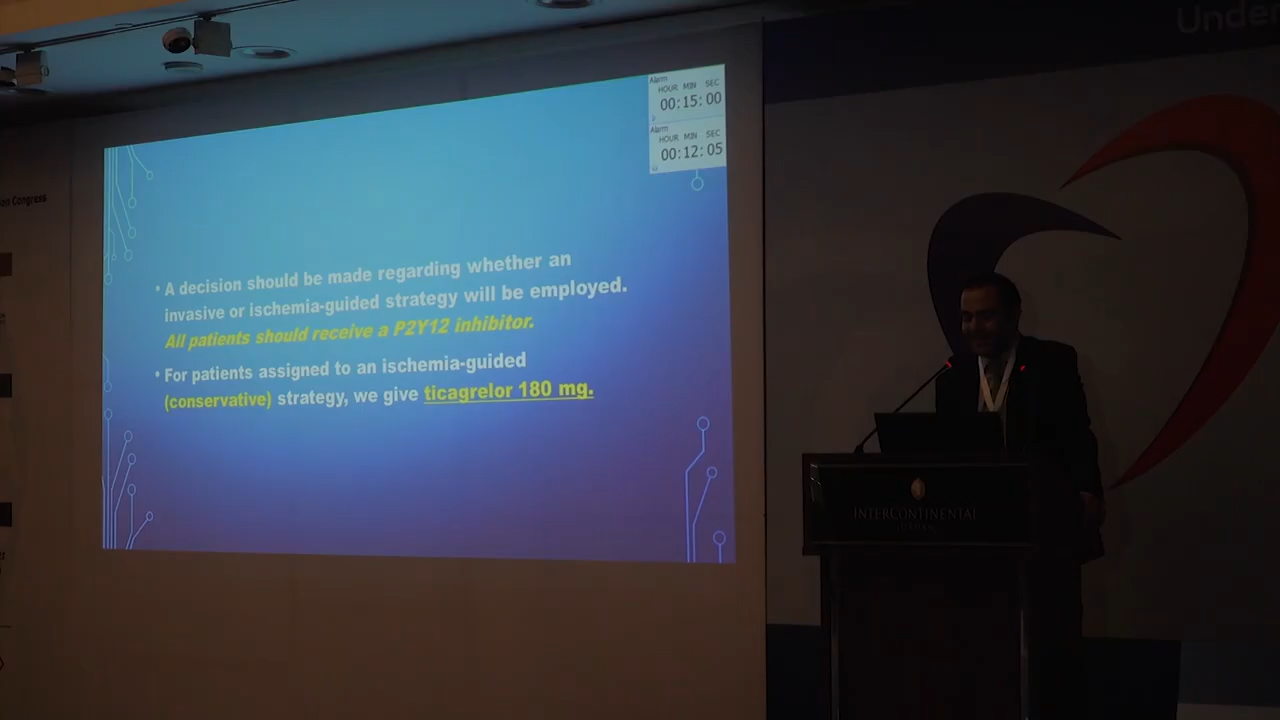 Unde
on Congress
Alarm
HOUR MIN SEC
00:15:00
Alarm
HOUR MIN SEC
00:12:05
• A decision should be made regarding whether an
invasive or ischemia-guided strategy will be employed.
All patients should receive a P2Y12 inhibitor.
• For patients assigned to an ischemia-guided
(conservative) strategy, we give ticagrelor 180 mg.
INTERCONTINENTAL
JORDAN